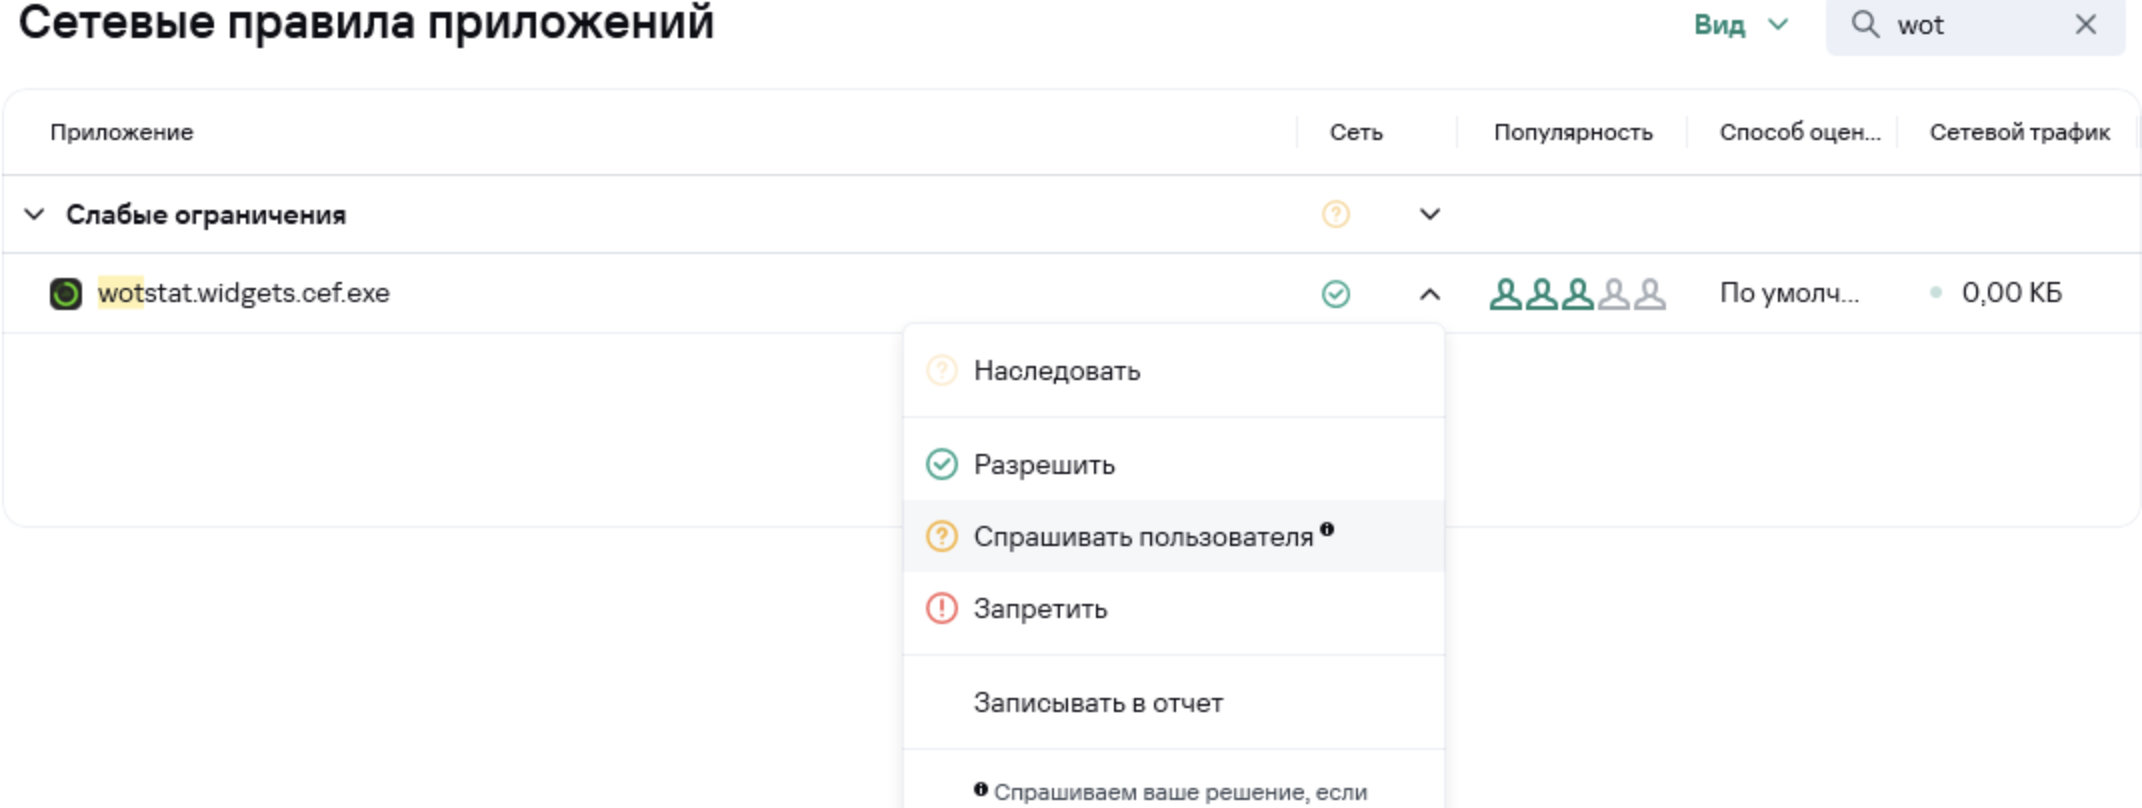 Сетевые правила приложений
Вид
wot
Приложение Сеть Популярность Способ оцен... Сетевой трафик
Слабые ограничения
wotstat.widgets.cef.exe По умолч... 0,00 КБ
Наследовать
Разрешить
Спрашивать пользователя
Запретить
Записывать в отчет
Спрашиваем ваше решение, если